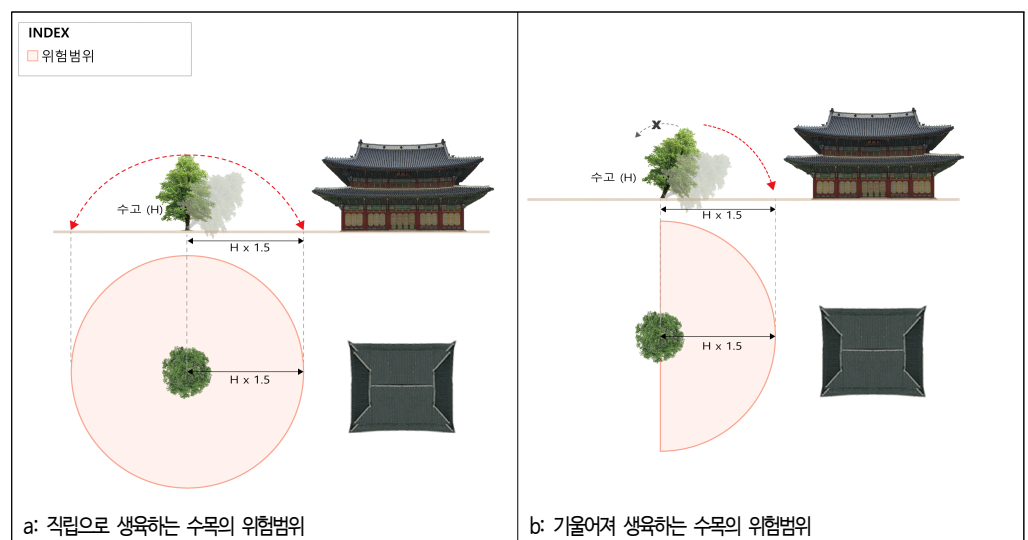 INDEX
위험범위
수고 (H)
H x 1.5
H x 1.5
a: 직립으로 생육하는 수목의 위험범위
X
수고 (H)
H x 1.5
H x 1.5
b: 기울어져 생육하는 수목의 위험범위